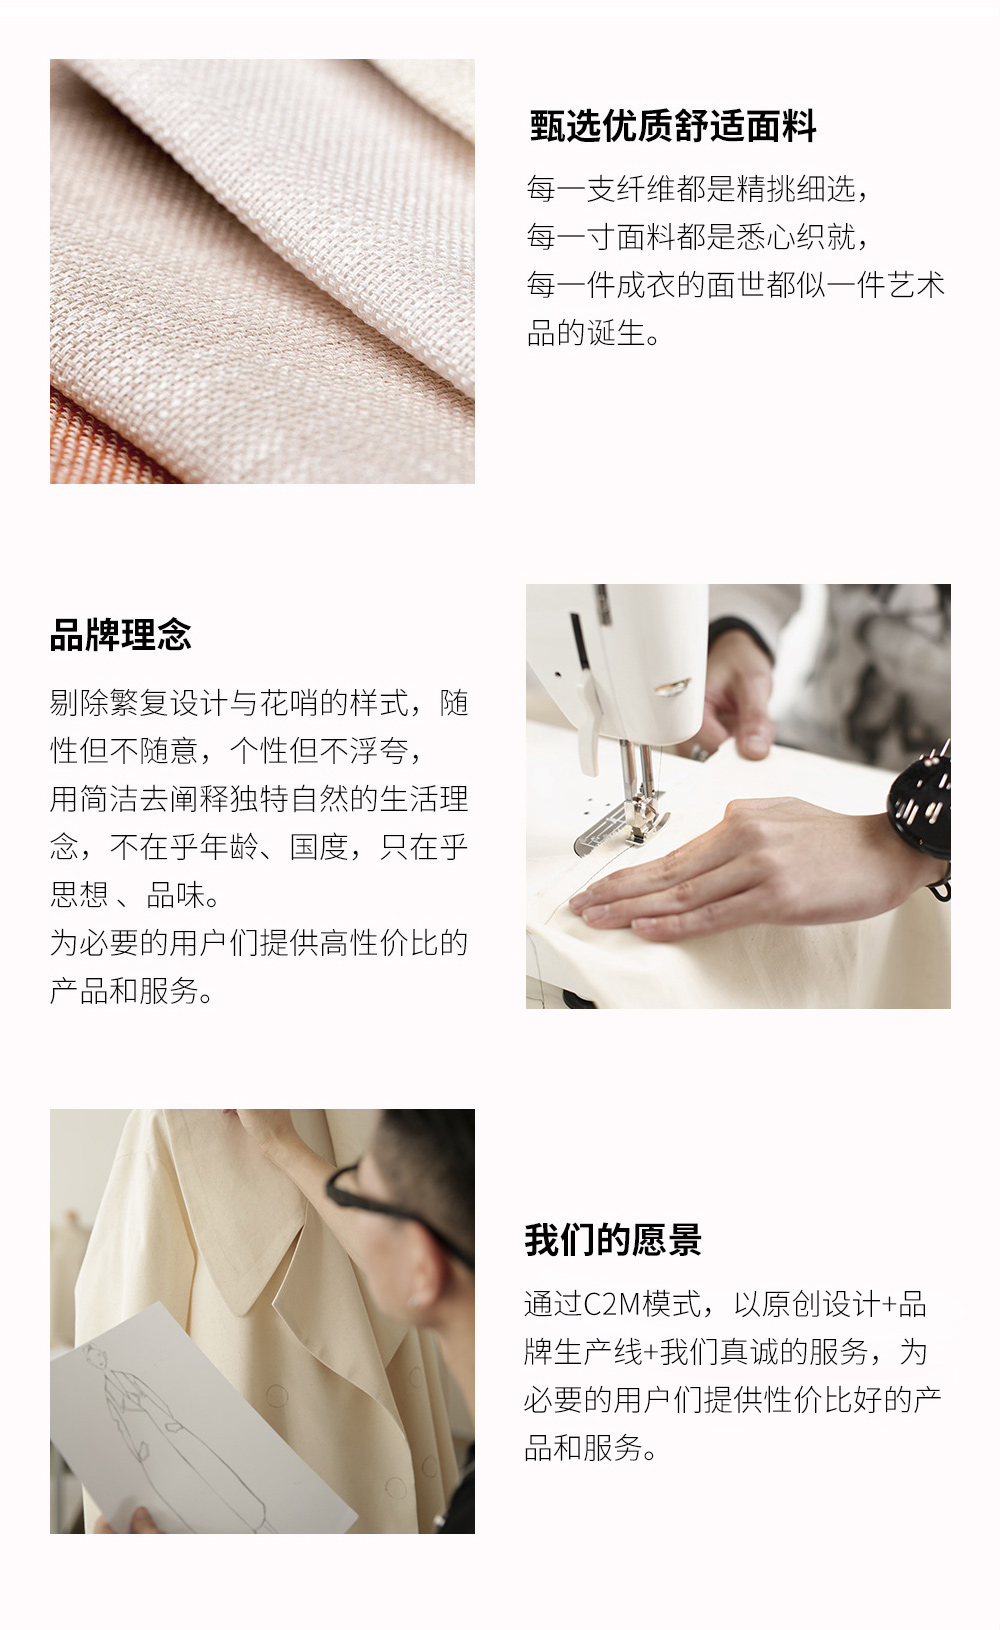 甄选优质舒适面料
每一支纤维都是精挑细选，
每一寸面料都是悉心织就，
每一件成衣的面世都似一件艺术
品的诞生。
品牌理念
剔除繁复设计与花哨的样式，随
性但不随意，个性但不浮夸，
用简洁去阐释独特自然的生活理
念，不在乎年龄、国度，只在乎
思想 、品味。
为必要的用户们提供高性价比的
产品和服务。
我们的愿景
通过C2M模式，以原创设计+品
牌生产线+我们真诚的服务，为
必要的用户们提供性价比好的产
品和服务。